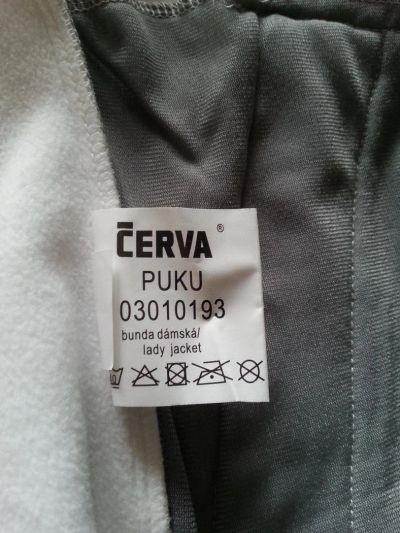 ČERVA®
PUKU
03010193
bunda dámská/
lady jacket